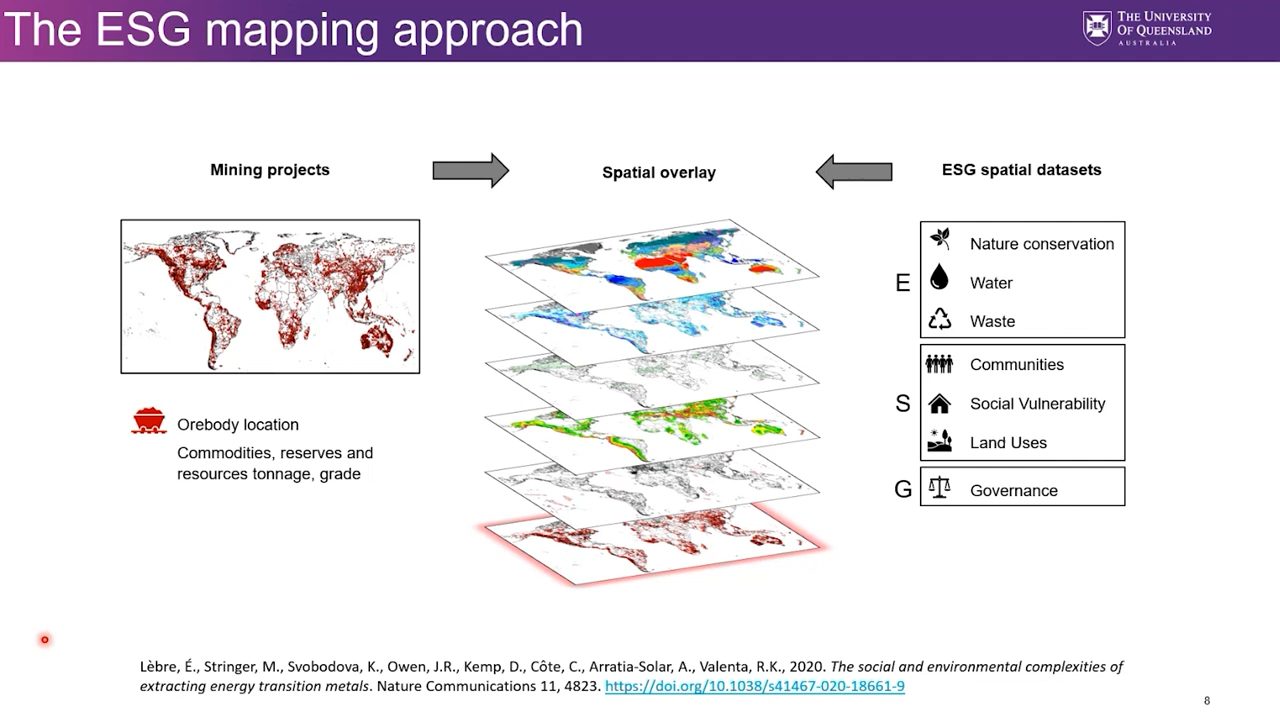 The ESG mapping approach
THE UNIVERSITY
OF QUEENSLAND
AUSTRALIA
Mining projects
Spatial overlay
ESG spatial datasets
Orebody location
Commodities, reserves and
resources tonnage, grade
E
Nature conservation
Water
Waste
S
Communities
Social Vulnerability
Land Uses
G
Governance
Lèbre, É., Stringer, M., Svobodova, K., Owen, J.R., Kemp, D., Côte, C., Arratia-Solar, A., Valenta, R.K., 2020. The social and environmental complexities of
extracting energy transition metals. Nature Communications 11, 4823. https://doi.org/10.1038/s41467-020-18661-9
8